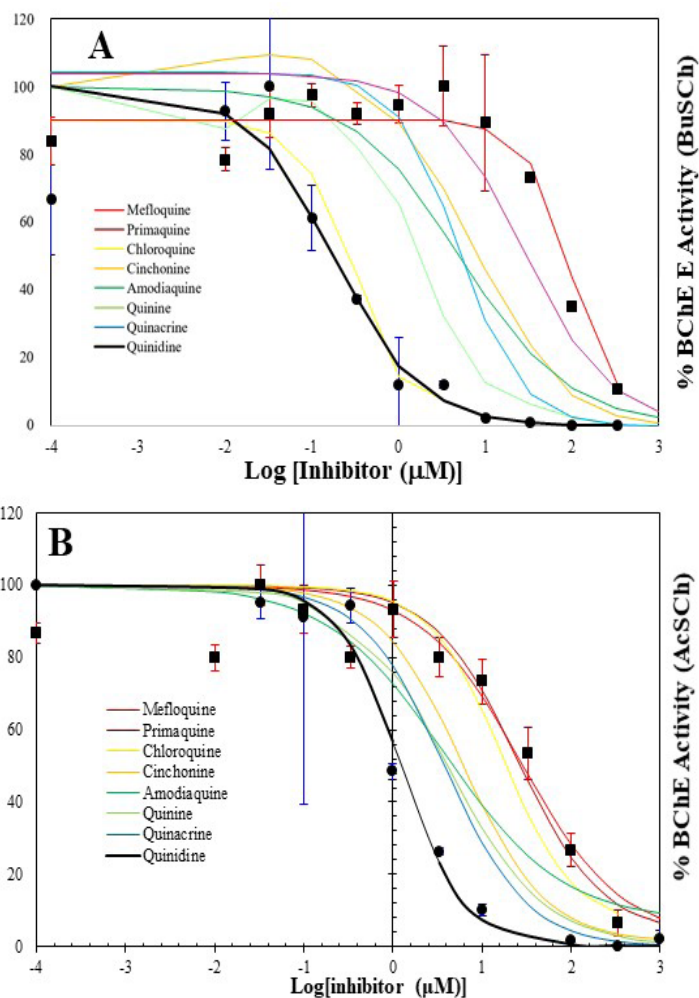 120
A
100
80
60
40
20
0
Mefloquine
Primaquine
Chloroquine
Cinchonine
Amodiaquine
Quinine
Quinacrine
Quinidine
% BChE E Activity (BuSCh)
-4 -3 -2 -1 0 1 2 3
Log [Inhibitor (μM)]
120
B
100
80
60
40
20
0
Mefloquine
Primaquine
Chloroquine
Cinchonine
Amodiaquine
Quinine
Quinacrine
Quinidine
% BChE Activity (AcSCh)
-4 -3 -2 -1 0 1 2 3
Log[inhibitor (μM)]